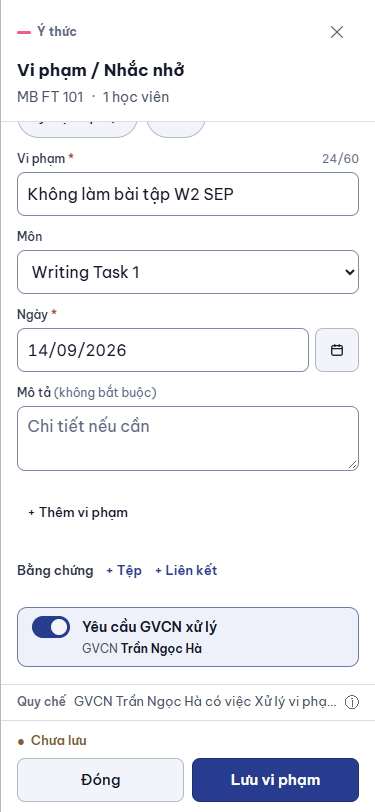 Ý thức
Vi phạm / Nhắc nhở
MB FT 101 · 1 học viên
Vi phạm * 24/60
Không làm bài tập W2 SEP
Môn
Writing Task 1
Ngày *
14/09/2026
Mô tả (không bắt buộc)
Chi tiết nếu cần
+ Thêm vi phạm
Bằng chứng + Tệp + Liên kết
Yêu cầu GVCN xử lý
GVCN Trần Ngọc Hà
Quy chế GVCN Trần Ngọc Hà có việc Xử lý vi phạ...
Chưa lưu
Đóng Lưu vi phạm